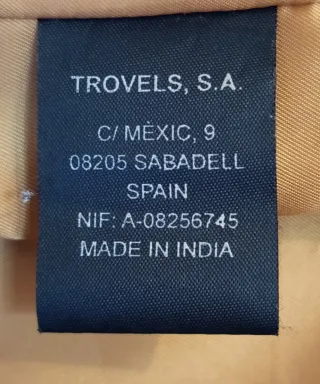 TROVELS, S.A.
C/ MÈXIC, 9
08205 SABADELL
SPAIN
NIF: A-08256745
MADE IN INDIA